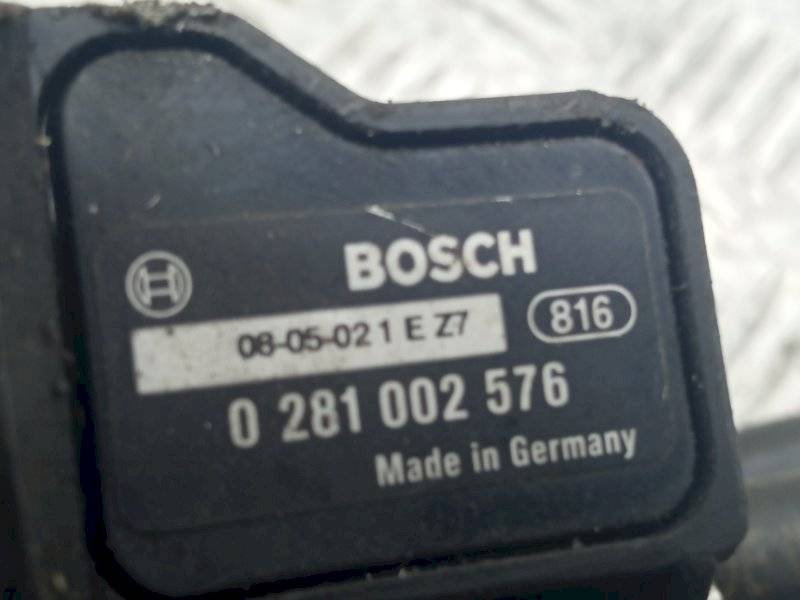 BOSCH
08-05-02 1 E Z7
816
0 281 002 576
Made in Germany